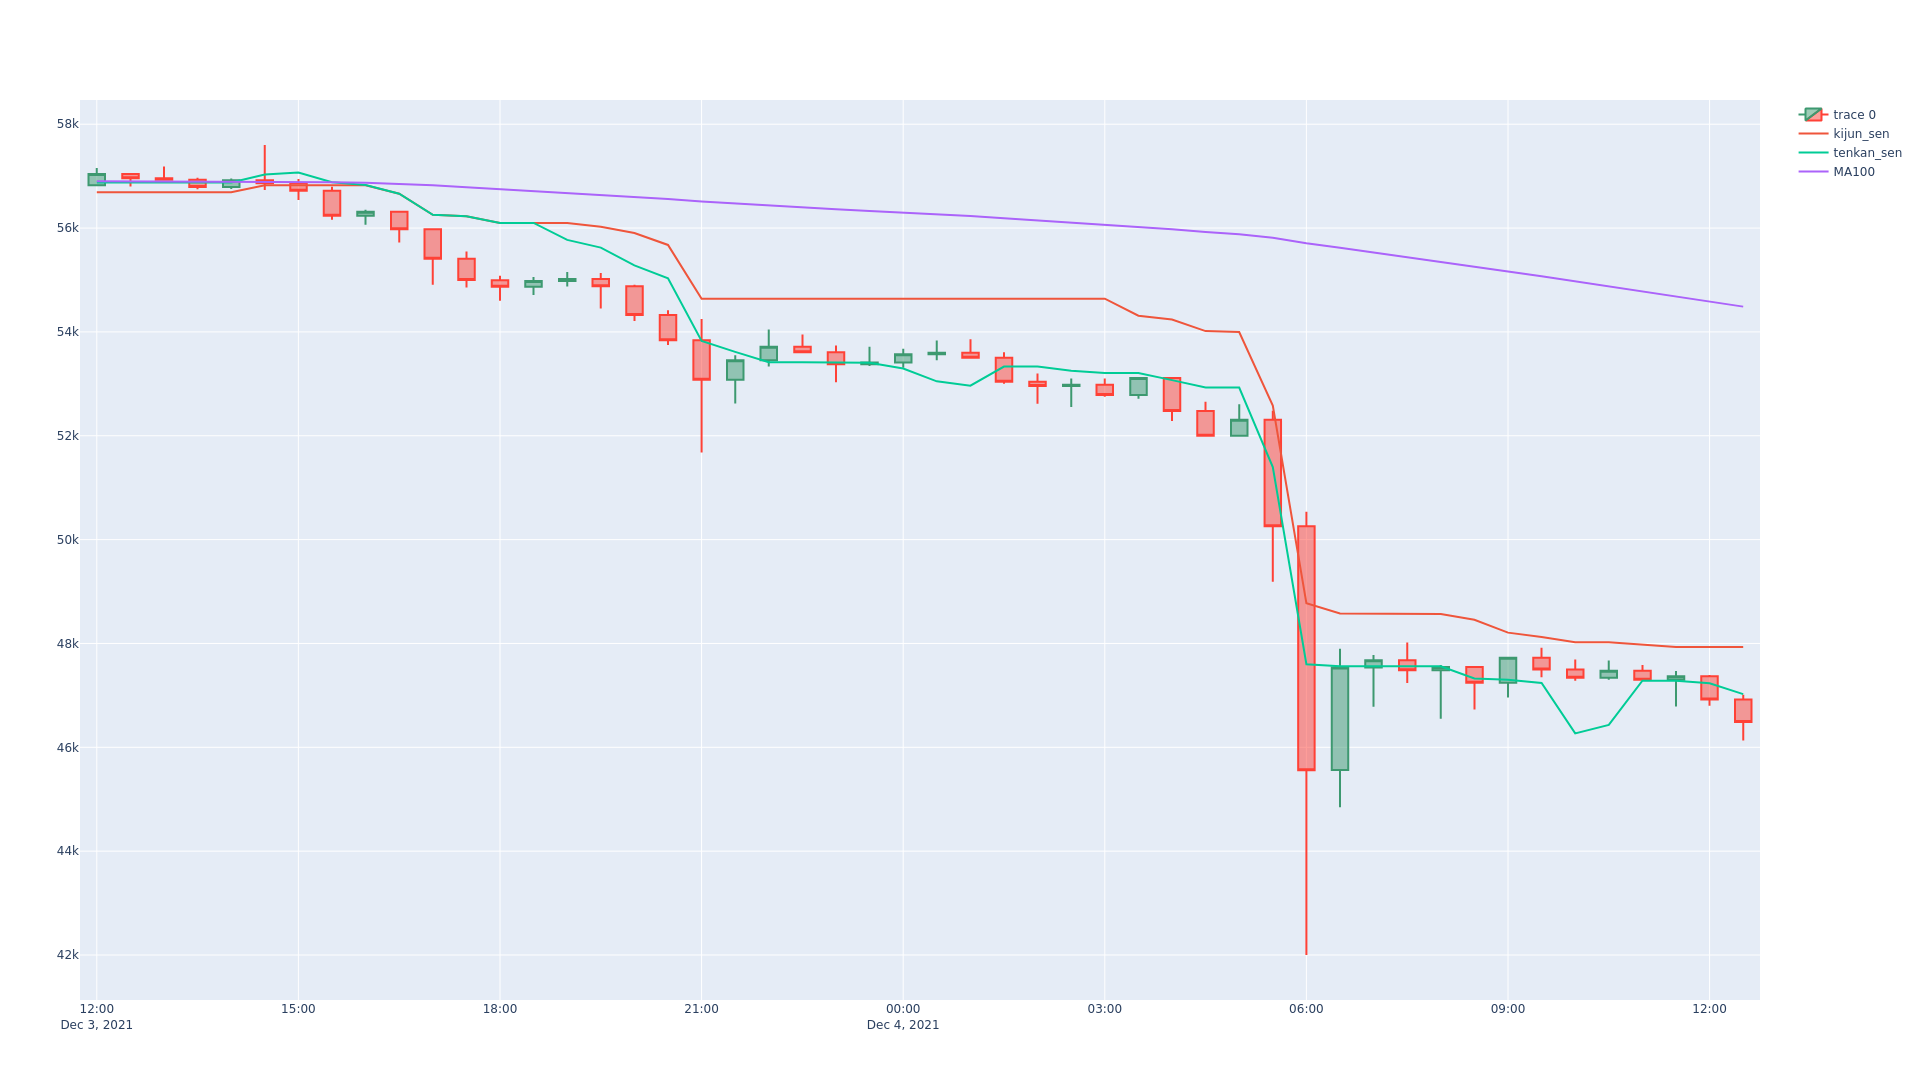 58k
56k
54k
52k
50k
48k
46k
44k
42k
12:00
Dec 3, 2021
15:00
18:00
21:00
00:00
Dec 4, 2021
03:00
06:00
09:00
12:00
trace 0
kijun_sen
tenkan_sen
MA100